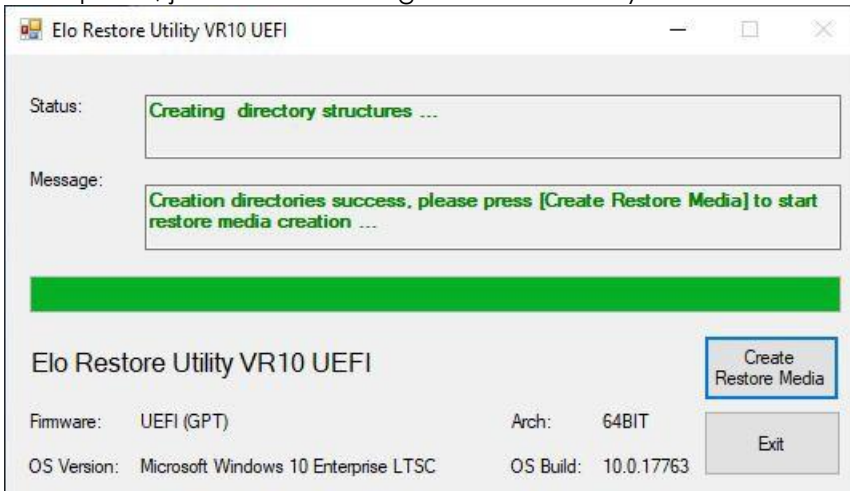 Elo Restore Utility VR10 UEFI
Status:
Creating directory structures ...
Message:
Creation directories success, please press [Create Restore Media] to start
restore media creation ...
Elo Restore Utility VR10 UEFI
Create
Restore Media
Firmware: UEFI (GPT) Arch: 64BIT
Exit
OS Version: Microsoft Windows 10 Enterprise LTSC OS Build: 10.0.17763